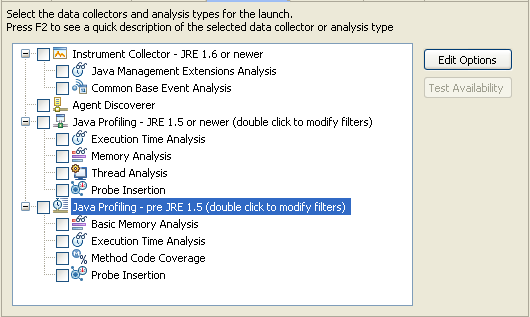 Select the data collectors and analysis types for the launch.
Press F2 to see a quick description of the selected data collector or analysis type
Instrument Collector - JRE 1.6 or newer
Java Management Extensions Analysis
Common Base Event Analysis
Agent Discoverer
Java Profiling - JRE 1.5 or newer (double click to modify filters)
Execution Time Analysis
Memory Analysis
Thread Analysis
Probe Insertion
Java Profiling - pre JRE 1.5 (double click to modify filters)
Basic Memory Analysis
Execution Time Analysis
Method Code Coverage
Probe Insertion
Edit Options
Test Availability